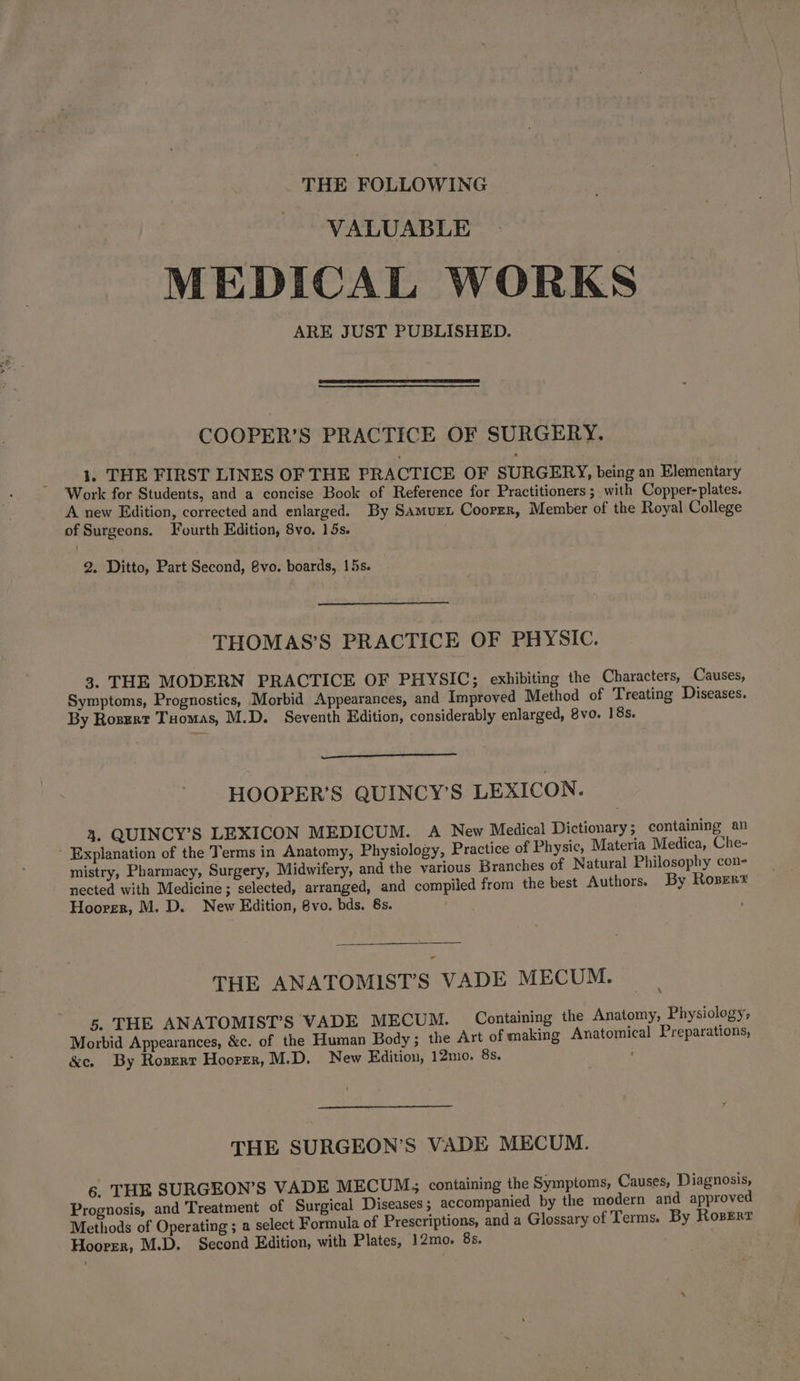 THE FOLLOWING
VALUABLE
MEDICAL WORKS
ARE JUST PUBLISHED.
COOPER'S PRACTICE OF SURGERY.
1. THE FIRST LINES OF THE PRACTICE OF SURGERY, being an Elementary
Work for Students, and a concise Book of Reference for Practitioners; with Copper-plates.
A new Edition, corrected and enlarged. By SAMUEL COOPER, Member of the Royal College
of Surgeons. Fourth Edition, 8vo. 15s.
2. Ditto, Part Second, 8vo. boards, 15s.
THOMAS'S PRACTICE OF PHYSIC.
3. THE MODERN PRACTICE OF PHYSIC; exhibiting the Characters, Causes,
Symptoms, Prognostics, Morbid Appearances, and Improved Method of Treating Diseases.
By ROBERT THOMAS, M.D. Seventh Edition, considerably enlarged, 8vo. 18s.
HOOPER'S QUINCY'S LEXICON.
4. QUINCY'S LEXICON MEDICUM. A New Medical Dictionary; containing an
Explanation of the Terms in Anatomy, Physiology, Practice of Physic, Materia Medica, Che-
mistry, Pharmacy, Surgery, Midwifery, and the various Branches of Natural Philosophy con-
nected with Medicine; selected, arranged, and compiled from the best Authors. By ROBERT
HOOPER, M. D. New Edition, 8vo. bds. 8s.
THE ANATOMIST'S VADE MECUM.
5. THE ANATOMIST'S VADE MECUM. Containing the Anatomy, Physiology,
Morbid Appearances, &c. of the Human Body; the Art of making Anatomical Preparations,
&c. By ROBERT HOOPER, M.D. New Edition, 12mo. 8s.
THE SURGEON'S VADE MECUM.
6. THE SURGEON'S VADE MECUM; containing the Symptoms, Causes, Diagnosis,
Prognosis, and Treatment of Surgical Diseases; accompanied by the modern and approved
Methods of Operating; a select Formula of Prescriptions, and a Glossary of Terms. By ROBERT
HOOPER, M.D. Second Edition, with Plates, 12mo. 8s.